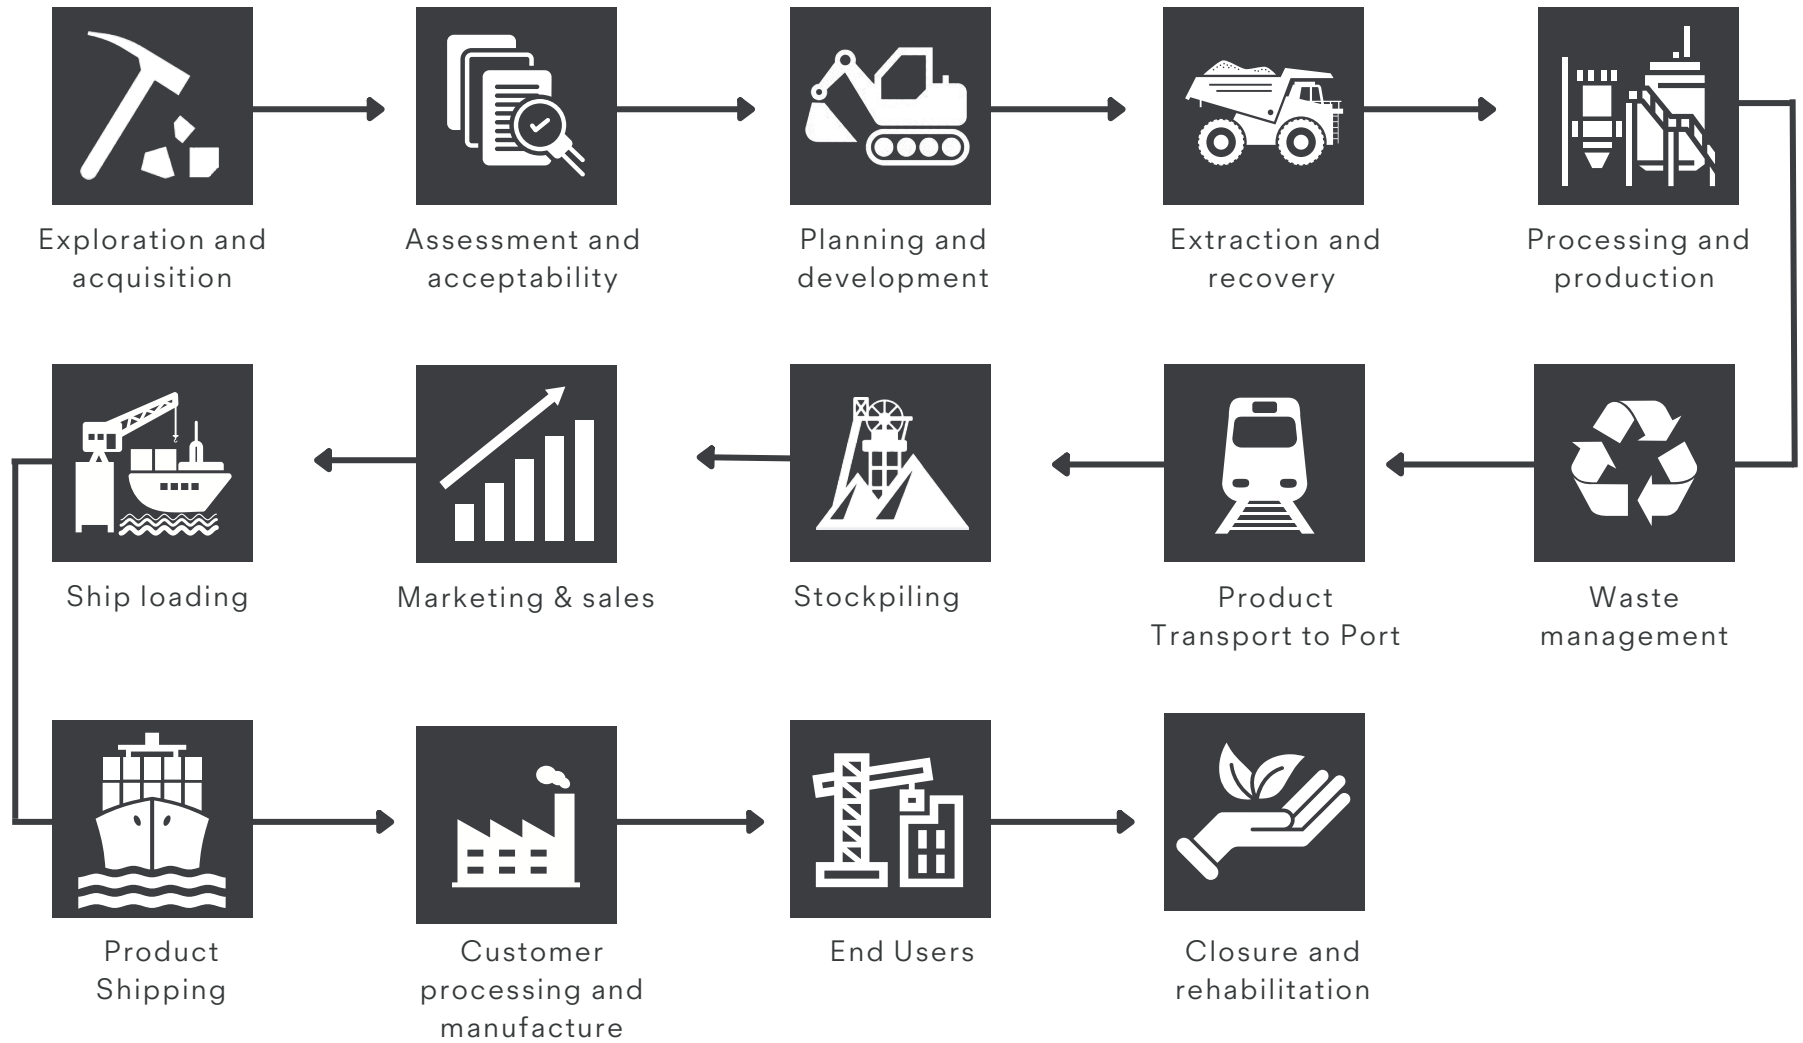 Exploration and
acquisition
Assessment and
acceptability
Planning and
development
Extraction and
recovery
Processing and
production
Waste
management
Product
Transport to Port
Stockpiling
Marketing & sales
Ship loading
Product
Shipping
Customer
processing and
manufacture
End Users
Closure and
rehabilitation